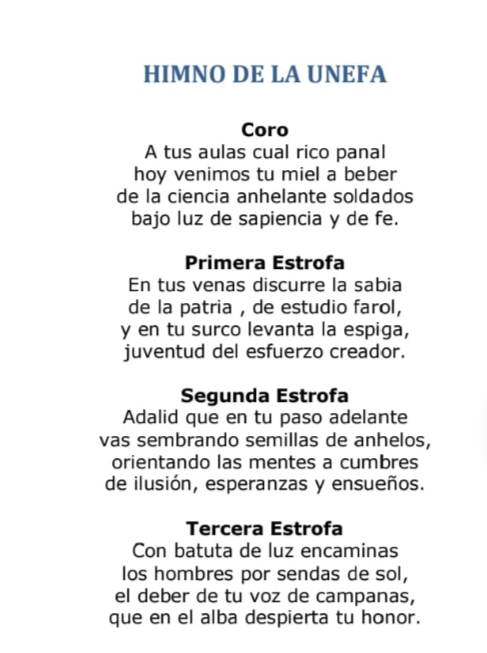 HIMNO DE LA UNEFA
Coro
A tus aulas cual rico panal
hoy venimos tu miel a beber
de la ciencia anhelante soldados
bajo luz de sapiencia y de fe.
Primera Estrofa
En tus venas discurre la sabia
de la patria , de estudio farol,
y en tu surco levanta la espiga,
juventud del esfuerzo creador.
Segunda Estrofa
Adalid que en tu paso adelante
vas sembrando semillas de anhelos,
orientando las mentes a cumbres
de ilusión, esperanzas y ensueños.
Tercera Estrofa
Con batuta de luz encaminas
los hombres por sendas de sol,
el deber de tu voz de campanas,
que en el alba despierta tu honor.